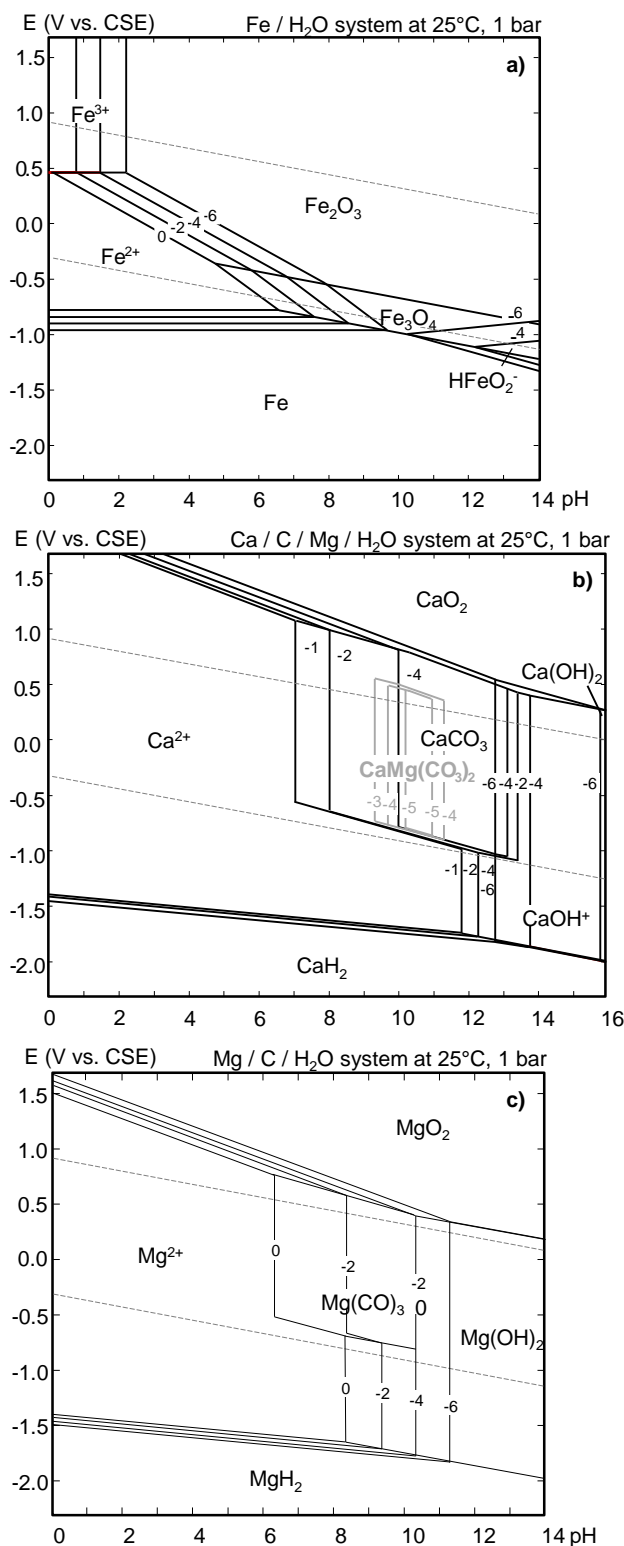 E (V vs. CSE) Fe / H₂O system at 25°C, 1 bar
a)
1.5
Fe³⁺
1.0
0.5
Fe₂O₃
0.0
0 -2 -4 -6
Fe²⁺
-0.5
Fe₃O₄ -6
-1.0
-4
HFeO₂⁻
-1.5
Fe
-2.0
0 2 4 6 8 10 12 14 pH
E (V vs. CSE) Ca / C / Mg / H₂O system at 25°C, 1 bar
b)
1.5
CaO₂
1.0
-1 -2 -4
Ca(OH)₂
0.5
Ca²⁺ CaCO₃
0.0
CaMg(CO₃)₂
-6 -4 -2 -4 -6
-3 -4 -5 -5 -4
-0.5
-1.0
-1 -2 -4
-6
-1.5
CaOH⁺
CaH₂
-2.0
0 2 4 6 8 10 12 14 16
E (V vs. CSE) Mg / C / H₂O system at 25°C, 1 bar
c)
1.5
MgO₂
1.0
0.5
Mg²⁺ 0 -2 -2
0.0
Mg(CO)₃ 0
Mg(OH)₂
-0.5
-1.0
0 -2 -4 -6
-1.5
MgH₂
-2.0
0 2 4 6 8 10 12 14 pH